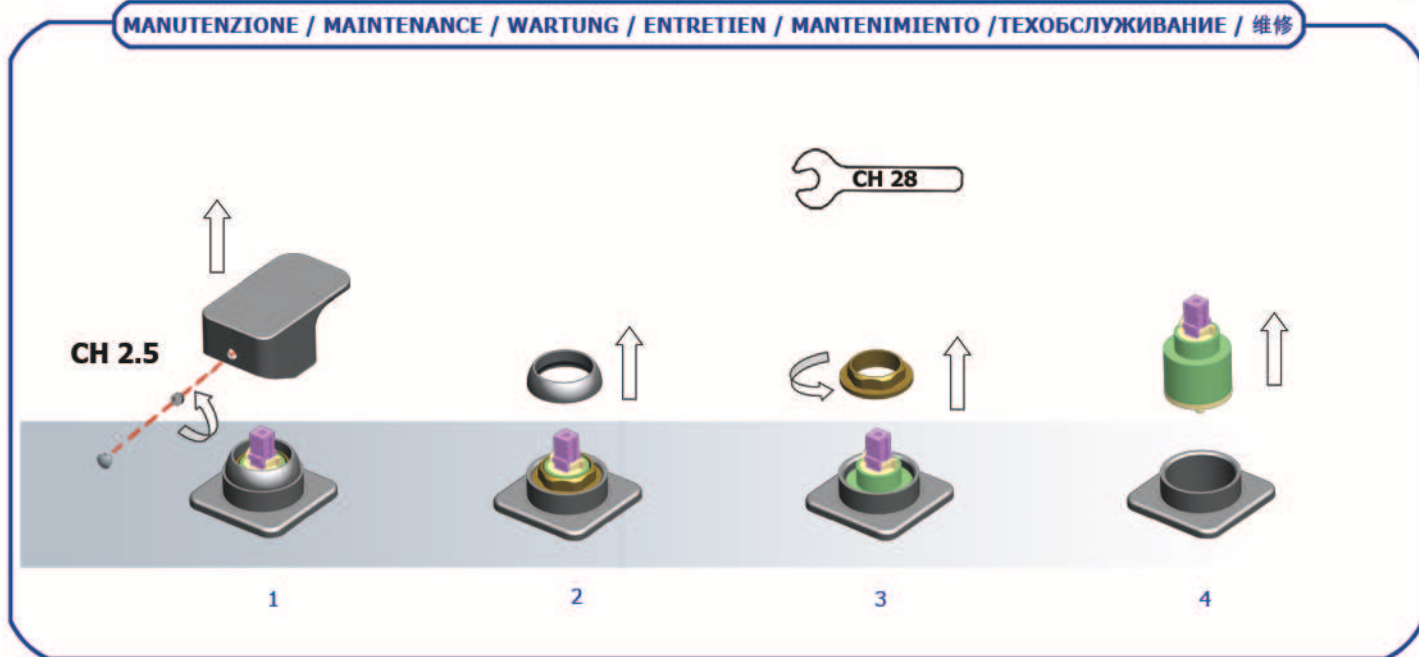 MANUTENZIONE / MAINTENANCE / WARTUNG / ENTRETIEN / MANTENIMIENTO /ТЕХОБСЛУЖИВАНИЕ / 维修
CH 28
CH 2.5
1
2
3
4